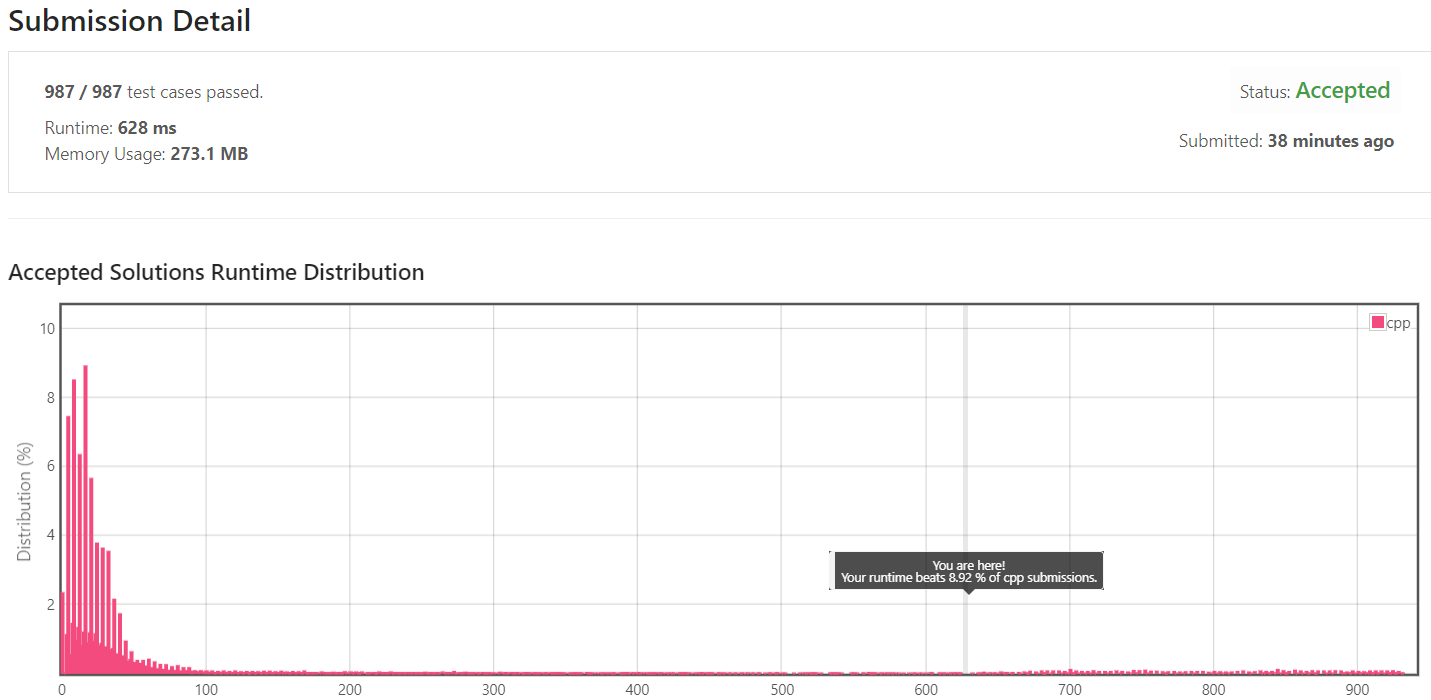 Submission Detail
987 / 987 test cases passed.
Status: Accepted
Runtime: 628 ms
Submitted: 38 minutes ago
Memory Usage: 273.1 MB
Accepted Solutions Runtime Distribution
cpp
10
8
6
4
2
Distribution (%)
You are here!
Your runtime beats 8.92 % of cpp submissions.
0 100 200 300 400 500 600 700 800 900